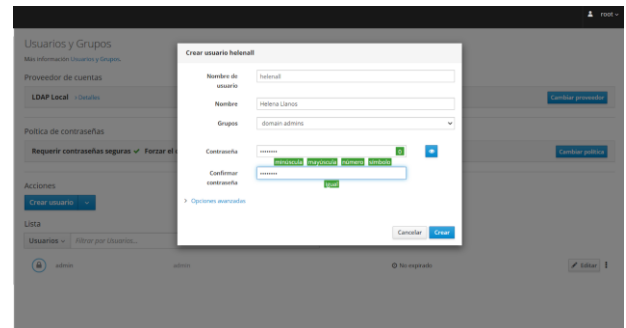 root
Usuarios y Grupos
Más información Usuarios y Grupos.
Proveedor de cuentas
LDAP Local
Detalles
Cambiar proveedor
Política de contraseñas
Requerir contraseñas seguras ✔ Forzar el
Cambiar política
Acciones
Crear usuario
Lista
Usuarios
Filtrar por Usuarios...
admin
admin
No expirado
Editar
Crear usuario helenall
Nombre de
usuario
helenall
Nombre
Helena Llanos
Grupos
domain admins
Contraseña
••••••••
8
minúscula mayúscula número símbolo
Confirmar
contraseña
••••••••
igual
> Opciones avanzadas
Cancelar
Crear